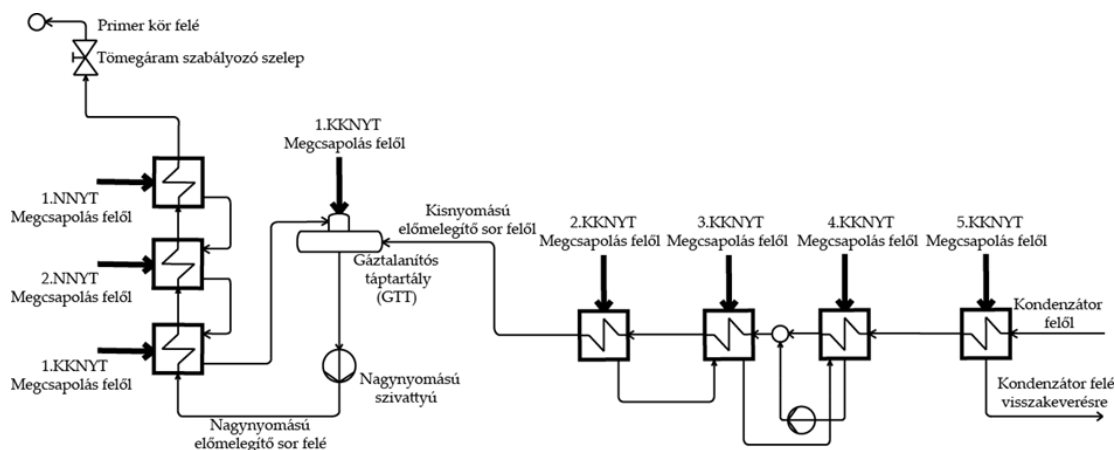 Primer kör felé
Tömegáram szabályozó szelep
1.KKNYT
Megcsapolás felől
1.NNYT
Megcsapolás felől
2.NNYT
Megcsapolás felől
1.KKNYT
Megcsapolás felől
Kisnyomású
előmelegítő sor felől
Gáztalanítós
táptartály
(GTT)
Nagynyomású
szivattyú
Nagynyomású
előmelegítő sor felé
2.KKNYT
Megcsapolás felől
3.KKNYT
Megcsapolás felől
4.KKNYT
Megcsapolás felől
5.KKNYT
Megcsapolás felől
Kondenzátor
felől
Kondenzátor felé
visszakeverésre